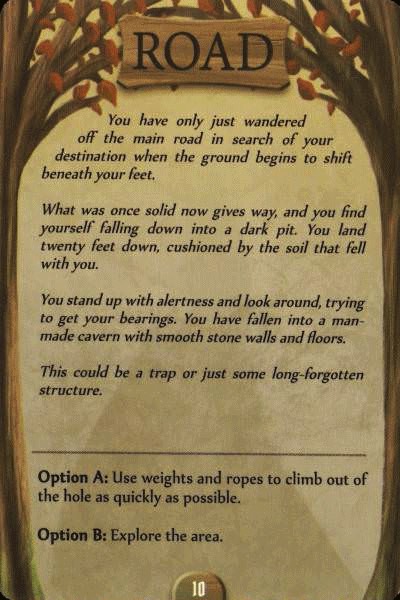 ROAD
You have only just wandered
off the main road in search of your
destination when the ground begins to shift
beneath your feet.
What was once solid now gives way, and you find
yourself falling down into a dark pit. You land
twenty feet down, cushioned by the soil that fell
with you.
You stand up with alertness and look around, trying
to get your bearings. You have fallen into a man-
made cavern with smooth stone walls and floors.
This could be a trap or just some long-forgotten
structure.
Option A: Use weights and ropes to climb out of
the hole as quickly as possible.
Option B: Explore the area.
10